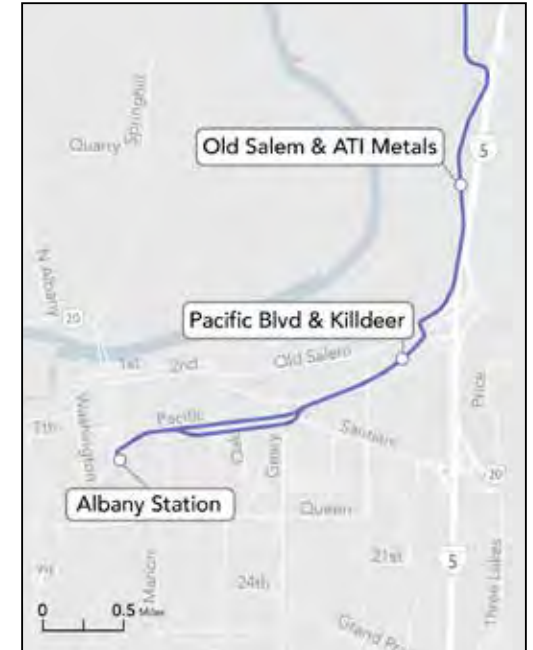 Springhill
Quarry
Old Salem & ATI Metals
5
N Albany
20
Pacific Blvd & Killdeer
1st
2nd
Old Salem
Price
Washington
7th
Pacific
Oak
Geary
Santiam
20
Albany Station
Queen
Marion
24th
21st
5
Three Lakes
0
0.5 Miles
Grand Pr